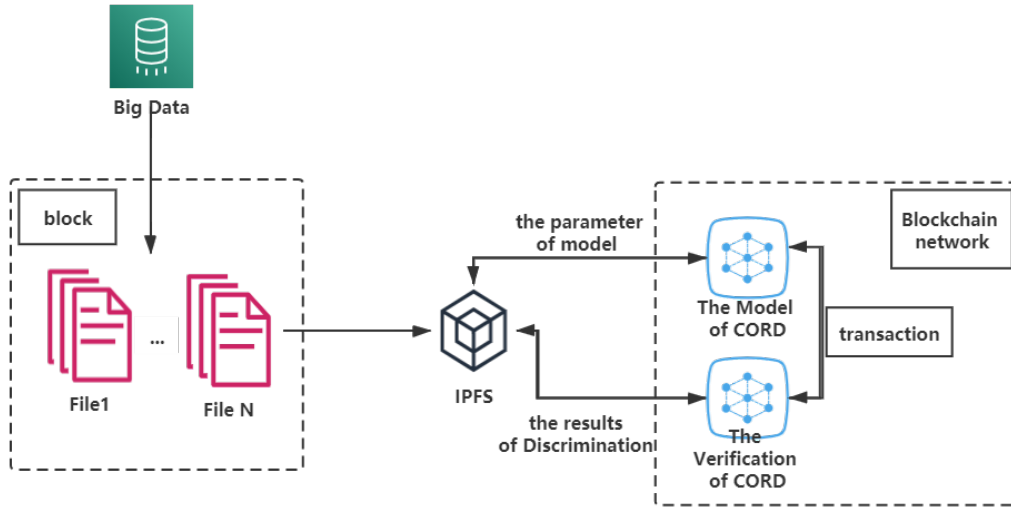 Big Data
block
File1
...
File N
IPFS
the parameter
of model
the results
of Discrimination
Blockchain
network
The Model
of CORD
transaction
The
Verification
of CORD